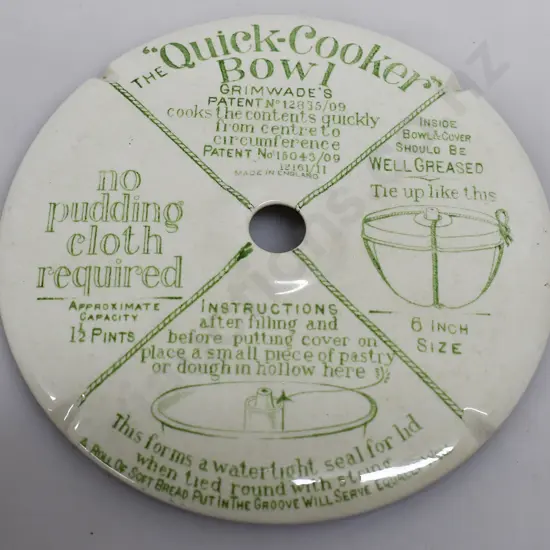 THE "Quick-Cooker"
Bowl
GRIMWADE'S
PATENT No 12835/09
cooks the contents quickly
from centre to
circumference
PATENT No 15043/09
12161/11
MADE IN ENGLAND
INSIDE
BOWL & COVER
SHOULD BE
WELL GREASED
Tie up like this
6 INCH
SIZE
no
pudding
cloth
required
APPROXIMATE
CAPACITY
1½ PINTS
INSTRUCTIONS
after filling and
before putting cover on
place a small piece of pastry
or dough in hollow here
This forms a watertight seal for lid
when tied round with string
A ROLL OF SOFT BREAD PUT IN THE GROOVE WILL SERVE